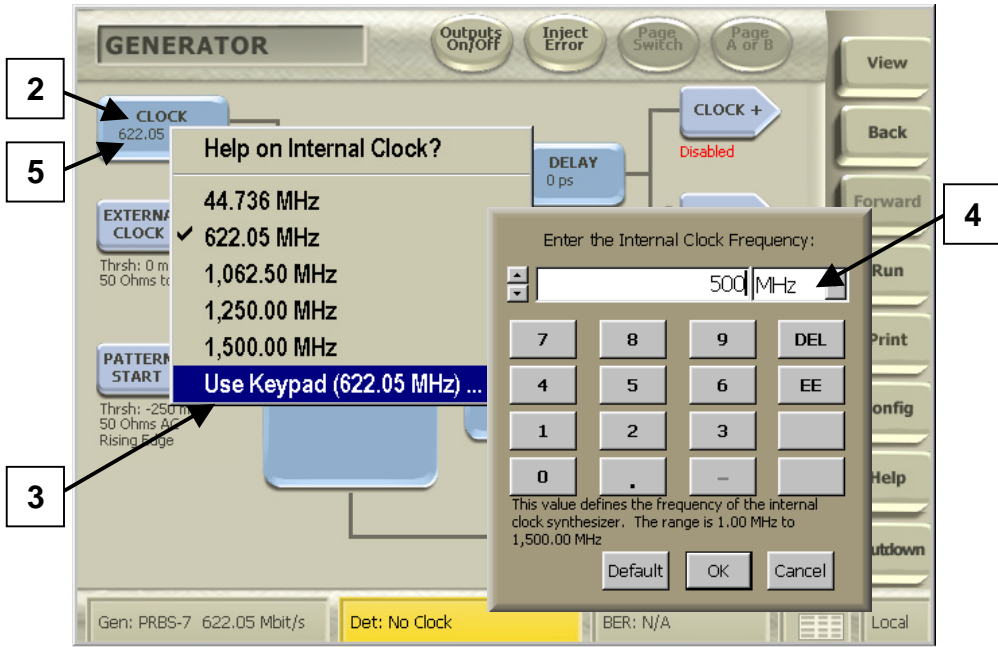 GENERATOR
Outputs On/Off
Inject Error
Page Switch
Page A or B
View
Back
Forward
Run
Print
onfig
Help
utdown
2
5
3
4
CLOCK
622.05
EXTERNA
CLOCK
Thrsh: 0 m
50 Ohms to
PATTERN
START
Thrsh: -250 m
50 Ohms AC
Rising Edge
DELAY
0 ps
CLOCK +
Disabled
Help on Internal Clock?
44.736 MHz
✓ 622.05 MHz
1,062.50 MHz
1,250.00 MHz
1,500.00 MHz
Use Keypad (622.05 MHz) ...
Enter the Internal Clock Frequency:
500 MHz
7 8 9 DEL
4 5 6 EE
1 2 3
0 . –
This value defines the frequency of the internal
clock synthesizer. The range is 1.00 MHz to
1,500.00 MHz
Default OK Cancel
Gen: PRBS-7 622.05 Mbit/s
Det: No Clock
BER: N/A
Local